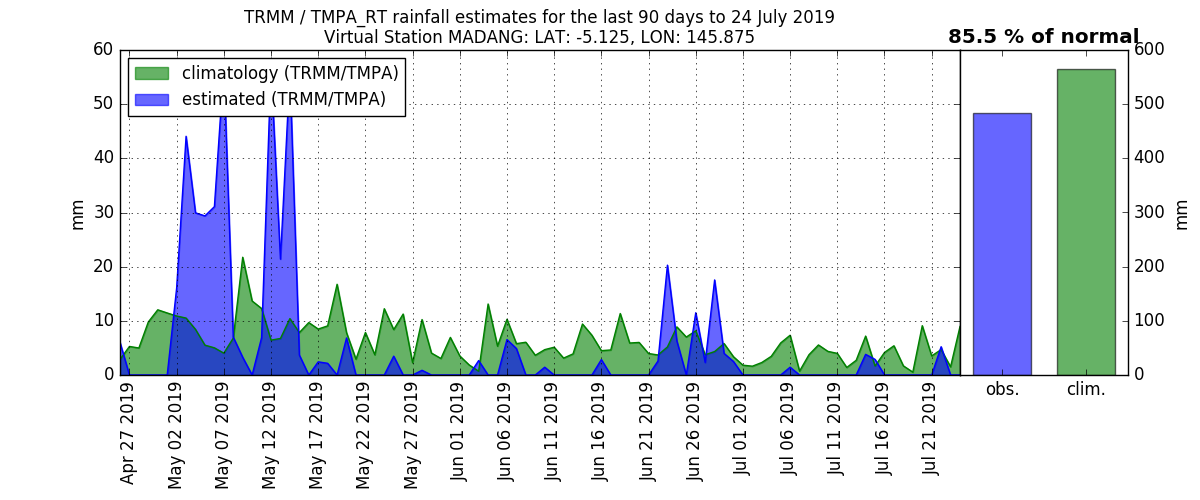 TRMM / TMPA_RT rainfall estimates for the last 90 days to 24 July 2019
Virtual Station MADANG: LAT: -5.125, LON: 145.875
85.5 % of normal
climatology (TRMM/TMPA)
estimated (TRMM/TMPA)
60
50
40
30
20
10
0
mm
600
500
400
300
200
100
0
mm
Apr 27 2019
May 02 2019
May 07 2019
May 12 2019
May 17 2019
May 22 2019
May 27 2019
Jun 01 2019
Jun 06 2019
Jun 11 2019
Jun 16 2019
Jun 21 2019
Jun 26 2019
Jul 01 2019
Jul 06 2019
Jul 11 2019
Jul 16 2019
Jul 21 2019
obs.
clim.